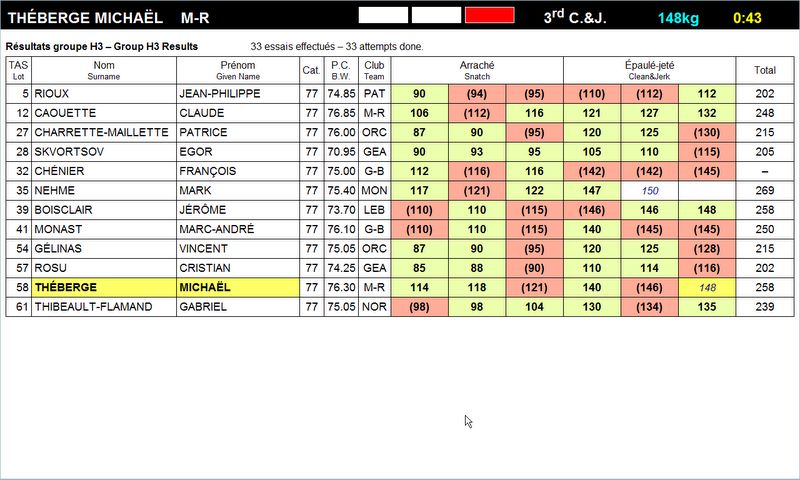 THÉBERGE MICHAËL M-R 3rd C.&J. 148kg 0:43
Résultats groupe H3 – Group H3 Results 33 essais effectués – 33 attempts done.
TAS Nom Prénom Cat. P.C. Club Arraché Épaulé-jeté Total
Lot Surname Given Name B.W. Team Snatch Clean&Jerk
5 RIOUX JEAN-PHILIPPE 77 74.85 PAT 90 (94) (95) (110) (112) 112 202
12 CAOUETTE CLAUDE 77 76.85 M-R 106 (112) 116 121 127 132 248
27 CHARRETTE-MAILLETTE PATRICE 77 76.00 ORC 87 90 (95) 120 125 (130) 215
28 SKVORTSOV EGOR 77 70.95 GEA 90 93 95 105 110 (115) 205
32 CHÉNIER FRANÇOIS 77 75.00 G-B 112 (116) 116 (142) (142) (145) –
35 NEHME MARK 77 75.40 MON 117 (121) 122 147 150 269
39 BOISCLAIR JÉRÔME 77 73.70 LEB (110) 110 (115) (146) 146 148 258
41 MONAST MARC-ANDRÉ 77 76.10 G-B (110) 110 (115) 140 (145) (145) 250
54 GÉLINAS VINCENT 77 75.05 ORC 87 90 (95) 120 125 (128) 215
57 ROSU CRISTIAN 77 74.25 GEA 85 88 (90) 110 114 (116) 202
58 THÉBERGE MICHAËL 77 76.30 M-R 114 118 (121) 140 (146) 148 258
61 THIBEAULT-FLAMAND GABRIEL 77 75.05 NOR (98) 98 104 130 (134) 135 239